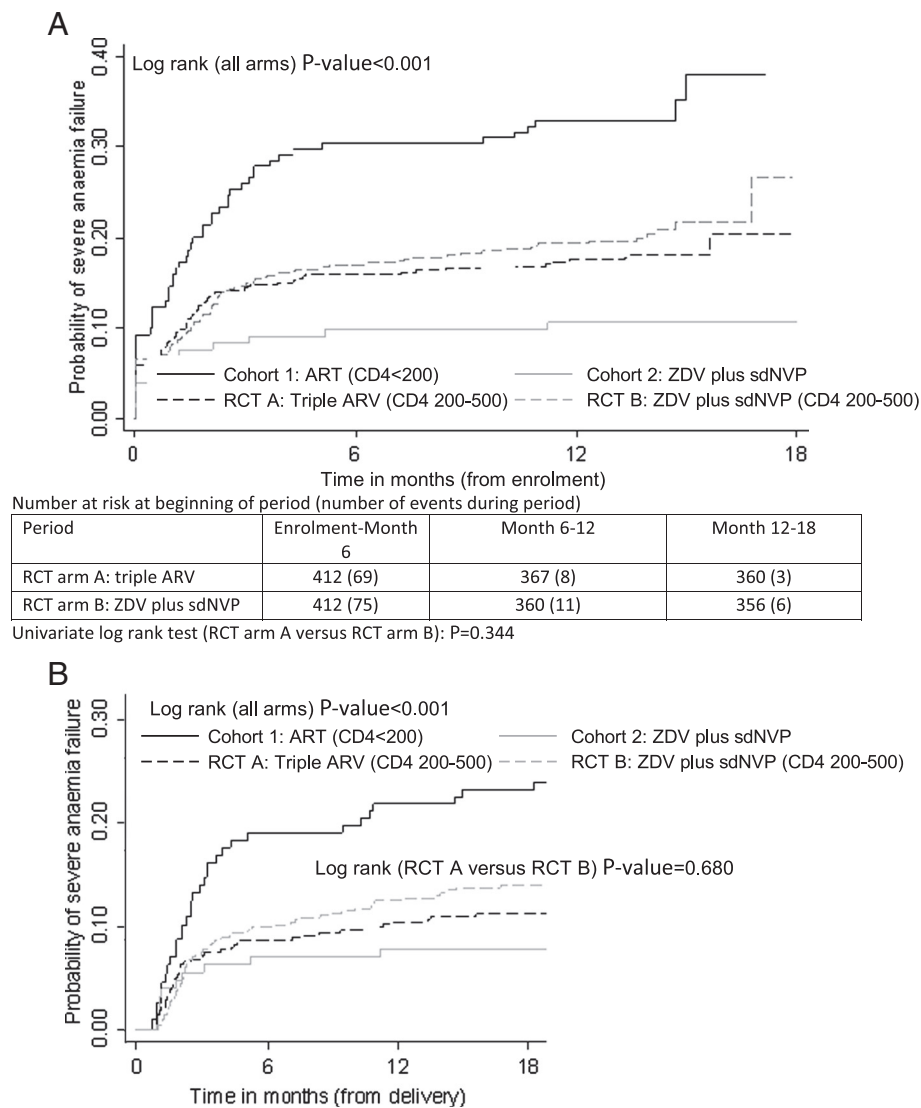 A
Log rank (all arms) P-value<0.001
0.40
0.30
0.20
0.10
0.00
Probability of severe anaemia failure
Cohort 1: ART (CD4<200)
Cohort 2: ZDV plus sdNVP
RCT A: Triple ARV (CD4 200-500)
RCT B: ZDV plus sdNVP (CD4 200-500)
0 6 12 18
Time in months (from enrolment)
Number at risk at beginning of period (number of events during period)
Period Enrolment-Month 6 Month 6-12 Month 12-18
RCT arm A: triple ARV 412 (69) 367 (8) 360 (3)
RCT arm B: ZDV plus sdNVP 412 (75) 360 (11) 356 (6)
Univariate log rank test (RCT arm A versus RCT arm B): P=0.344
B
Log rank (all arms) P-value<0.001
Cohort 1: ART (CD4<200)
Cohort 2: ZDV plus sdNVP
RCT A: Triple ARV (CD4 200-500)
RCT B: ZDV plus sdNVP (CD4 200-500)
0.30
0.20
0.10
0.00
Probability of severe anaemia failure
Log rank (RCT A versus RCT B) P-value=0.680
0 6 12 18
Time in months (from delivery)